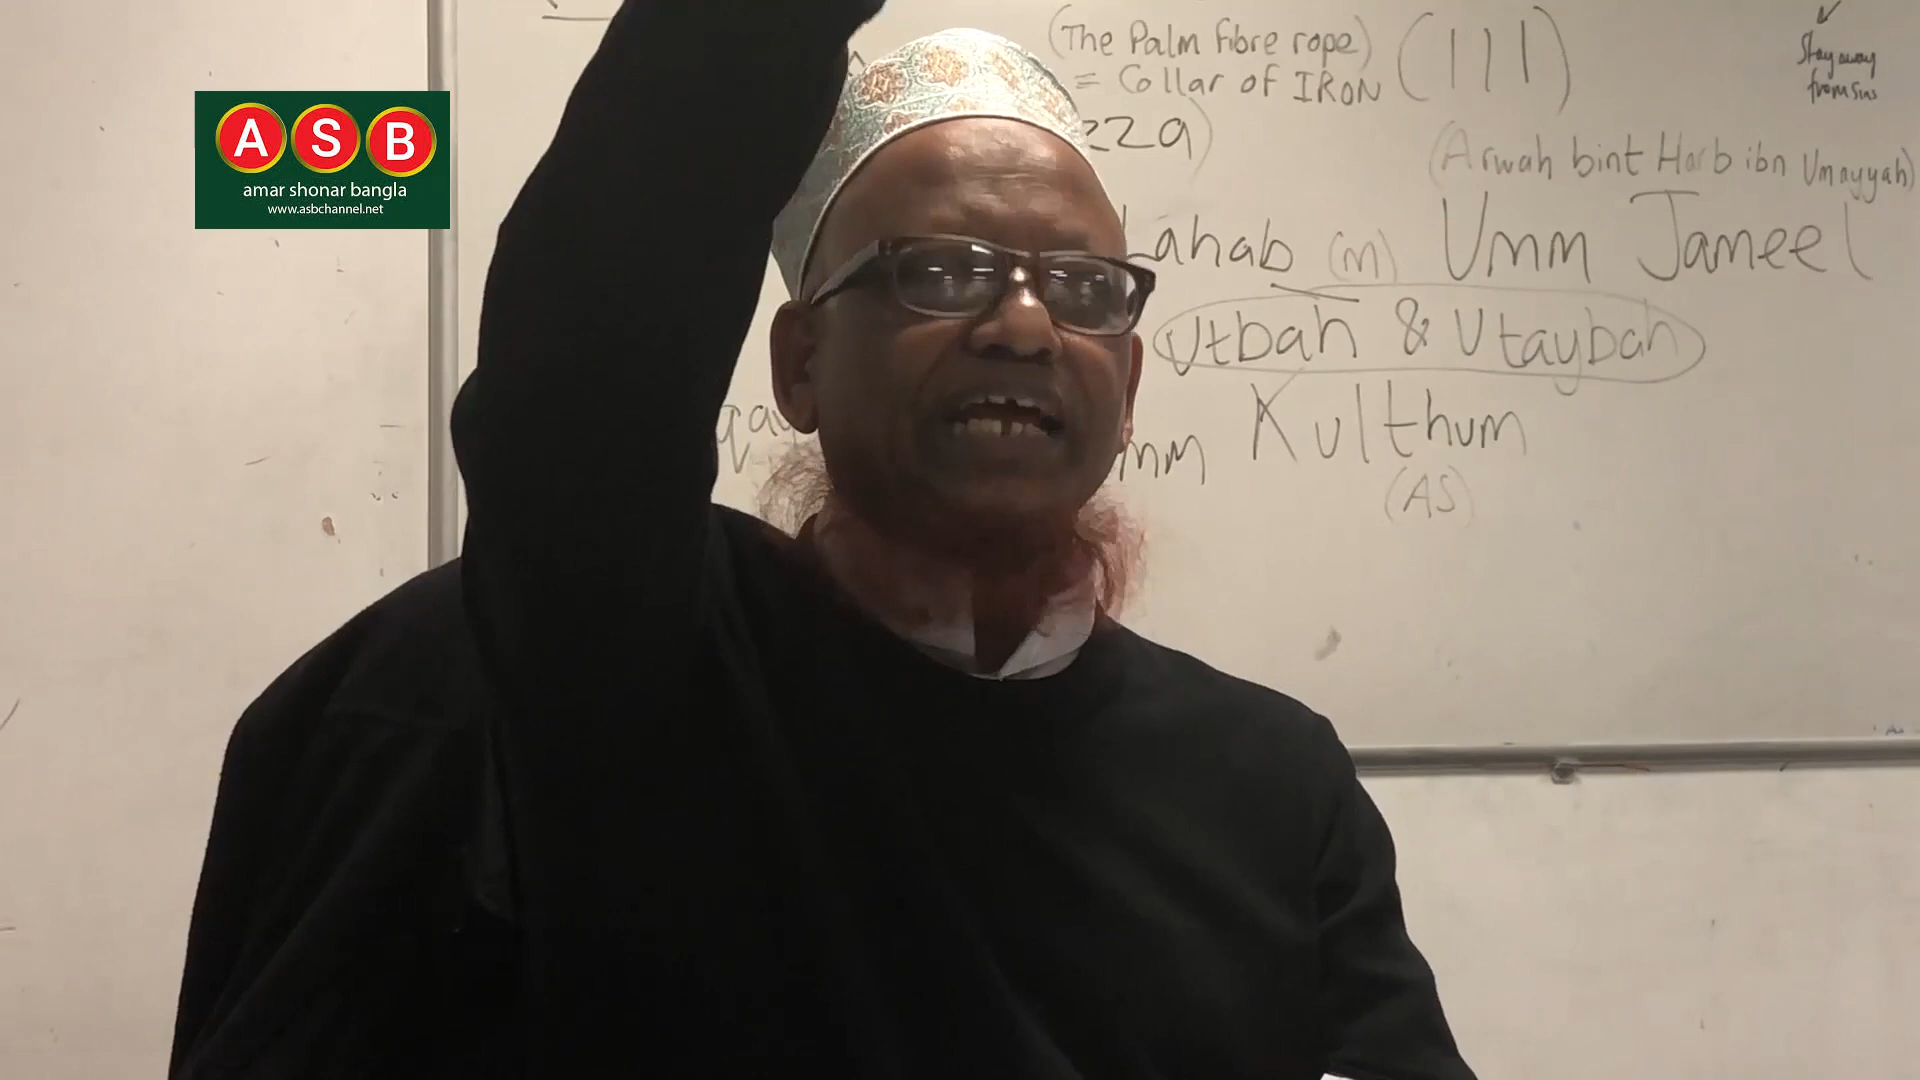 A S B
amar shonar bangla
www.asbchannel.net
(The Palm Fibre rope) (111)
= Collar of IRON
Stay away
from sins
(Arwah bint Harb ibn Umayyah)
Lahab (m) Umm Jameel
Utbah & Utaybah
Kulthum
(AS)